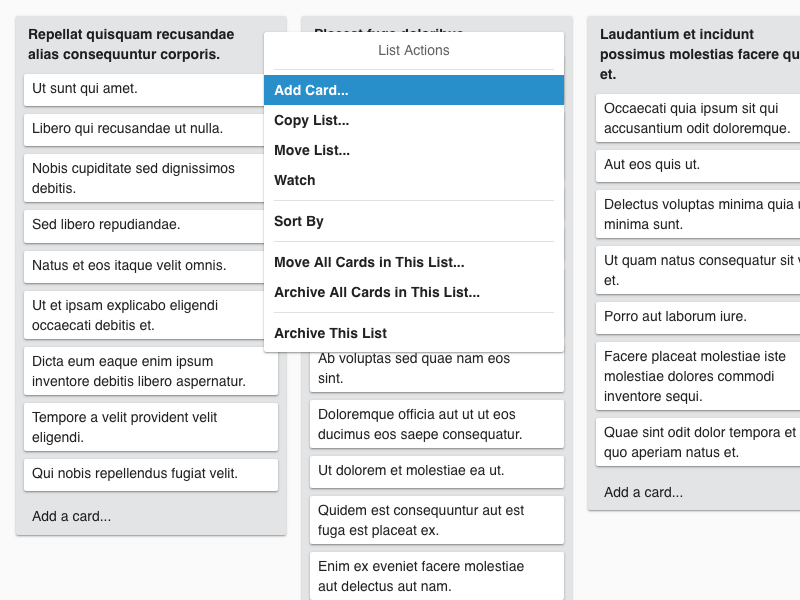 Repellat quisquam recusandae
alias consequuntur corporis.
Ut sunt qui amet.
Libero qui recusandae ut nulla.
Nobis cupiditate sed dignissimos
debitis.
Sed libero repudiandae.
Natus et eos itaque velit omnis.
Ut et ipsam explicabo eligendi
occaecati debitis et.
Dicta eum eaque enim ipsum
inventore debitis libero aspernatur.
Tempore a velit provident velit
eligendi.
Qui nobis repellendus fugiat velit.
Add a card...
List Actions
Add Card...
Copy List...
Move List...
Watch
Sort By
Move All Cards in This List...
Archive All Cards in This List...
Archive This List
Ab voluptas sed quae nam eos
sint.
Doloremque officia aut ut ut eos
ducimus eos saepe consequatur.
Ut dolorem et molestiae ea ut.
Quidem est consequuntur aut est
fuga est placeat ex.
Enim ex eveniet facere molestiae
aut delectus aut nam.
Laudantium et incidunt
possimus molestias facere
et.
Occaecati quia ipsum sit qui
accusantium odit doloremque.
Aut eos quis ut.
Delectus voluptas minima quia
minima sunt.
Ut quam natus consequatur sit
et.
Porro aut laborum iure.
Facere placeat molestiae iste
molestiae dolores commodi
inventore sequi.
Quae sint odit dolor tempora et
quo aperiam natus et.
Add a card...